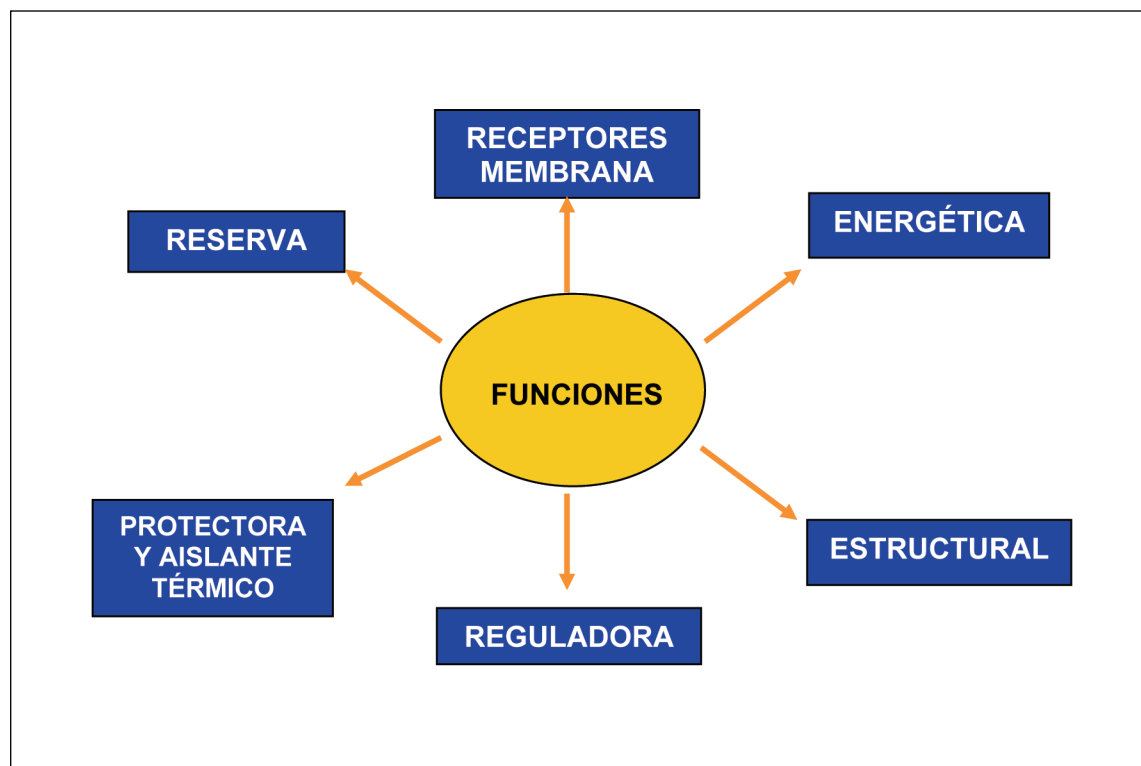 RECEPTORES
MEMBRANA
RESERVA
ENERGÉTICA
FUNCIONES
PROTECTORA
Y AISLANTE
TÉRMICO
ESTRUCTURAL
REGULADORA